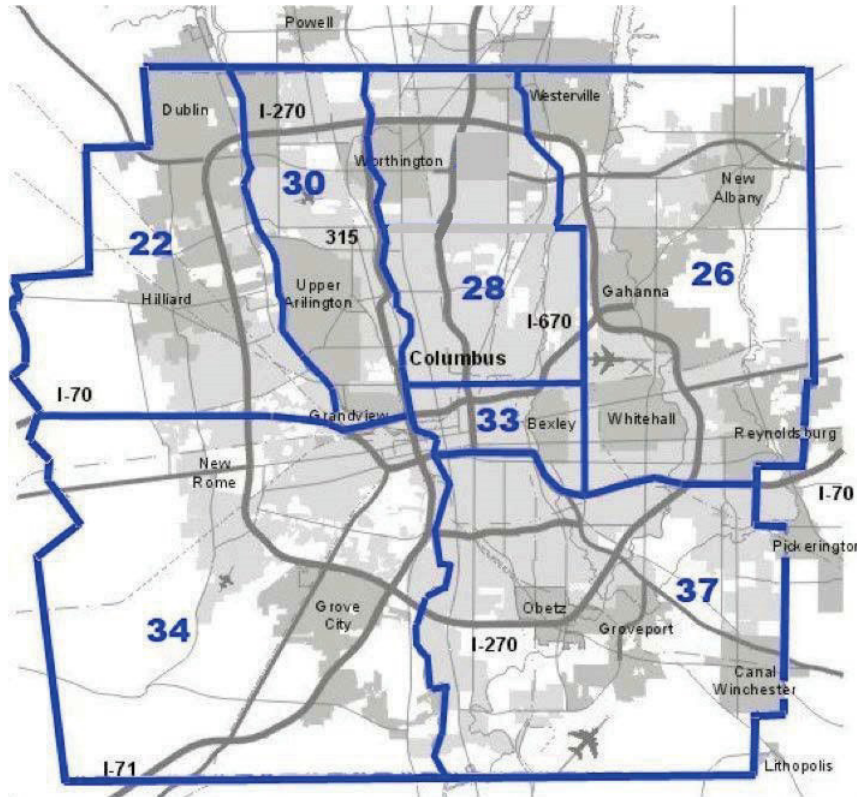 Powell
Dublin
I-270
Westerville
Worthington
30
New
Albany
22
315
28
26
Upper
Arilington
Gahanna
Hilliard
I-670
Columbus
I-70
Grandview
33
Bexley
Whitehall
Reynoldsburg
New
Rome
I-70
Pickerington
34
Grove
City
Obetz
37
Groveport
I-270
Canal
Winchester
I-71
Lithopolis